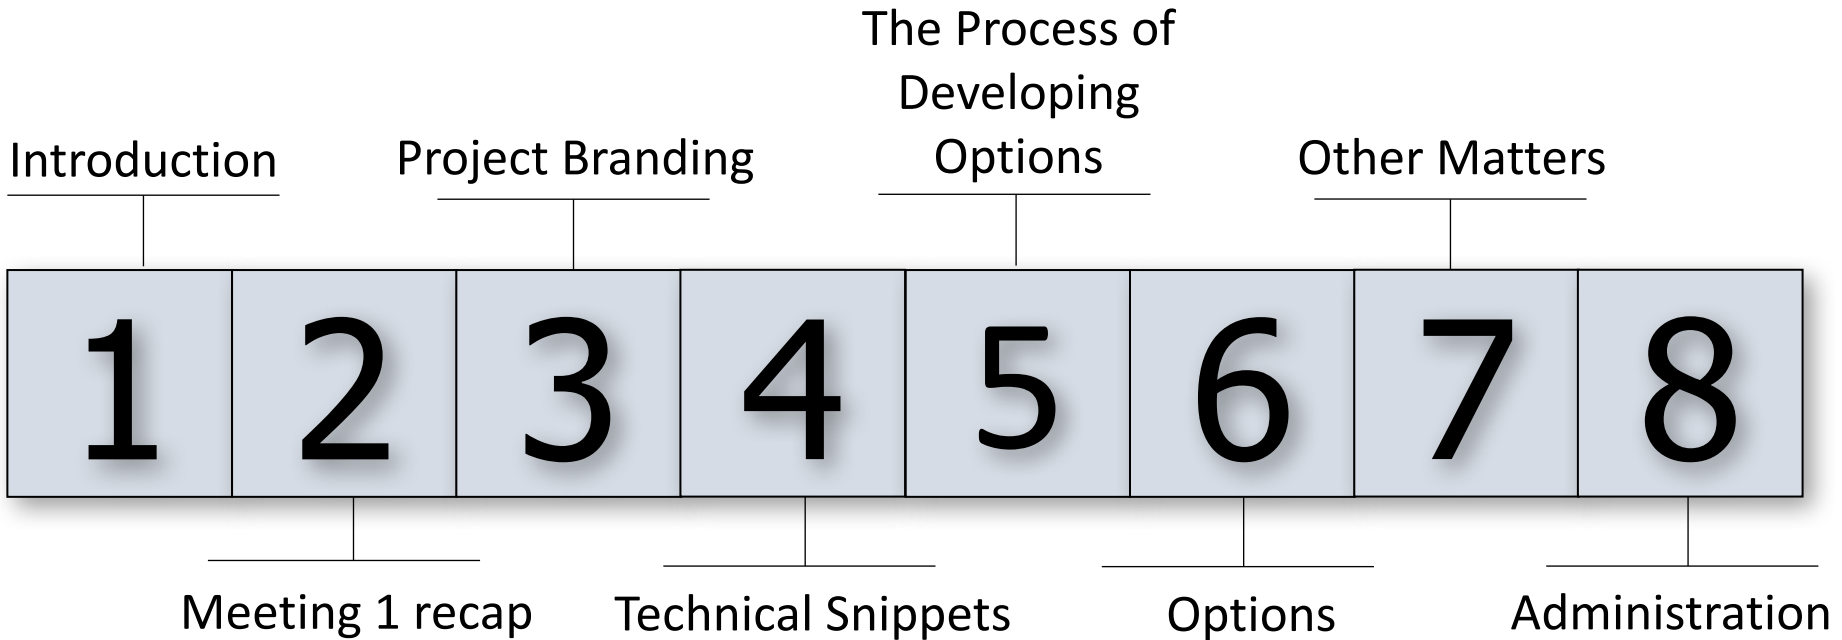 The Process of
Developing
Options
Introduction
Project Branding
Other Matters
1 2 3 4 5 6 7 8
Meeting 1 recap
Technical Snippets
Options
Administration